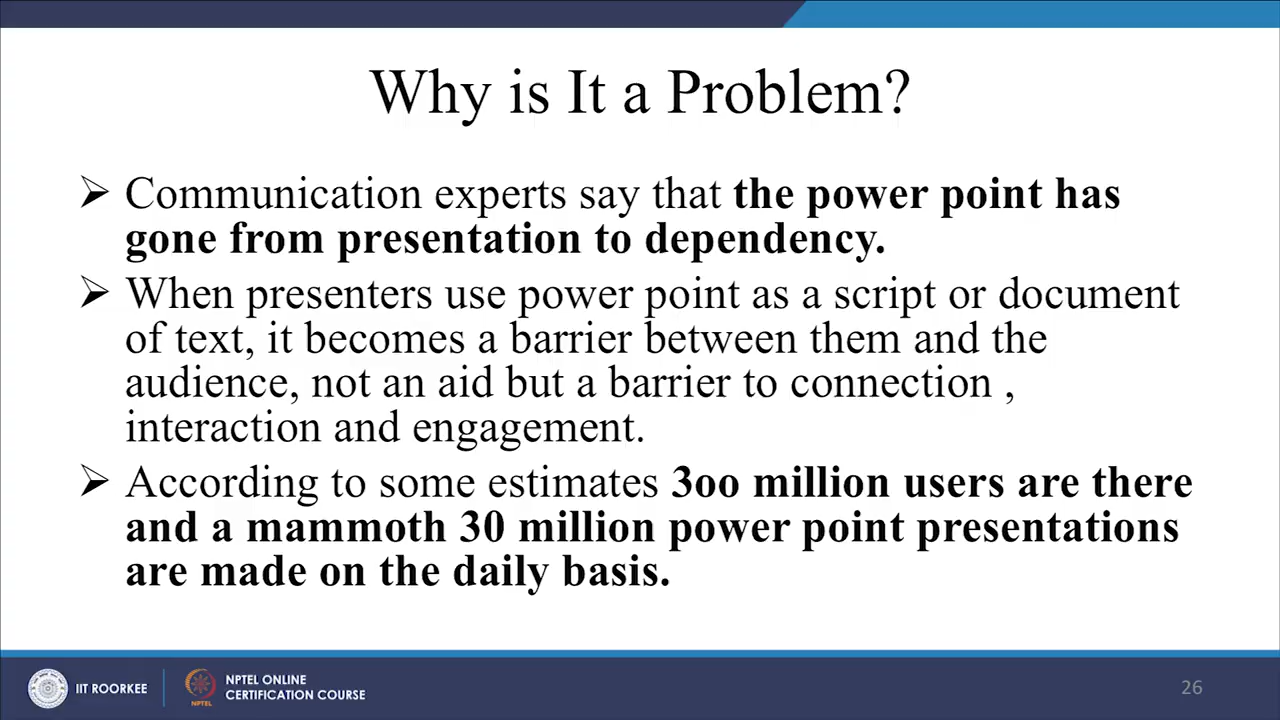 Why is It a Problem?
➢ Communication experts say that the power point has
gone from presentation to dependency.
➢ When presenters use power point as a script or document
of text, it becomes a barrier between them and the
audience, not an aid but a barrier to connection ,
interaction and engagement.
➢ According to some estimates 3oo million users are there
and a mammoth 30 million power point presentations
are made on the daily basis.
IIT ROORKEE
NPTEL
NPTEL ONLINE
CERTIFICATION COURSE
26